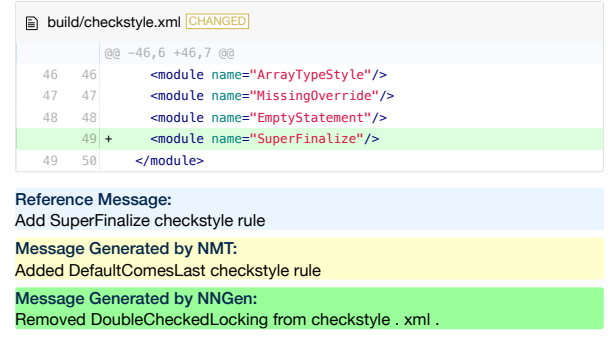 build/checkstyle.xml CHANGED
@@ -46,6 +46,7 @@
46 46 <module name="ArrayTypeStyle"/>
47 47 <module name="MissingOverride"/>
48 48 <module name="EmptyStatement"/>
49 + <module name="SuperFinalize"/>
49 50 </module>
Reference Message:
Add SuperFinalize checkstyle rule
Message Generated by NMT:
Added DefaultComesLast checkstyle rule
Message Generated by NNGen:
Removed DoubleCheckedLocking from checkstyle . xml .